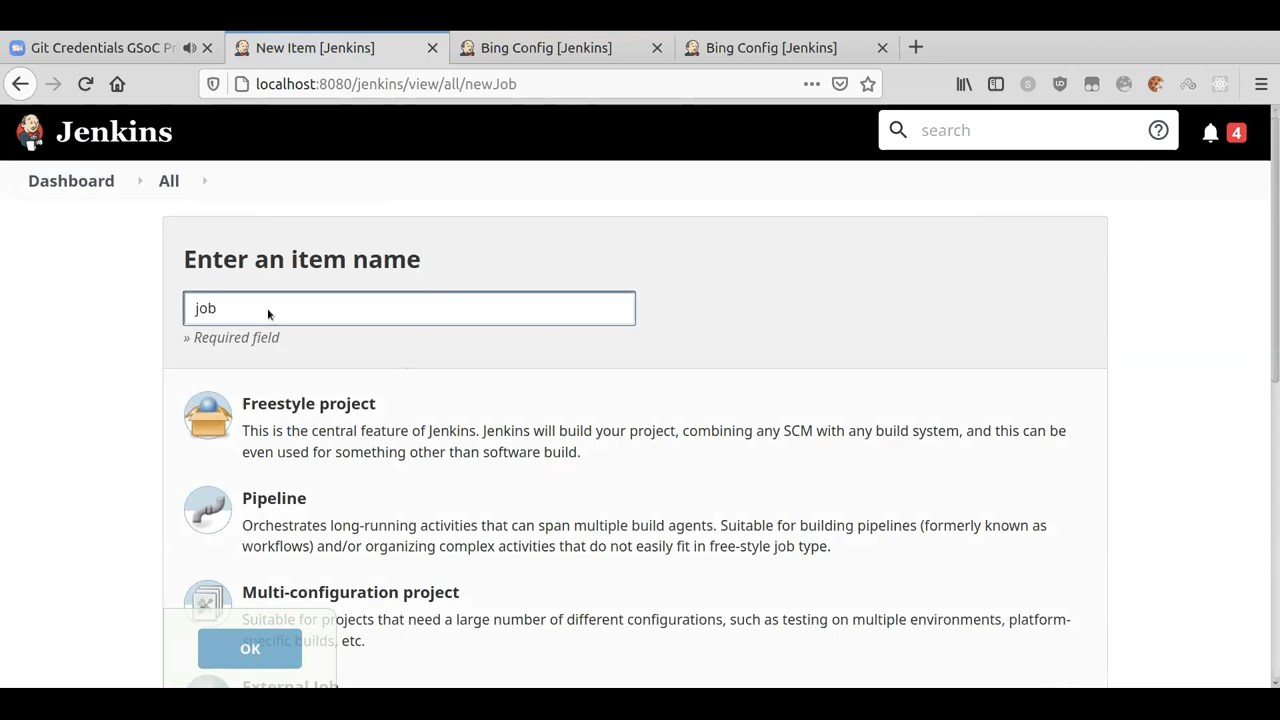 Git Credentials GSoC Pr
New Item [Jenkins]
Bing Config [Jenkins]
Bing Config [Jenkins]
localhost:8080/jenkins/view/all/newJob
Jenkins
search
4
Dashboard
All
Enter an item name
job
» Required field
Freestyle project
This is the central feature of Jenkins. Jenkins will build your project, combining any SCM with any build system, and this can be
even used for something other than software build.
Pipeline
Orchestrates long-running activities that can span multiple build agents. Suitable for building pipelines (formerly known as
workflows) and/or organizing complex activities that do not easily fit in free-style job type.
Multi-configuration project
Suitable for projects that need a large number of different configurations, such as testing on multiple environments, platform-
specific builds, etc.
OK
External Job